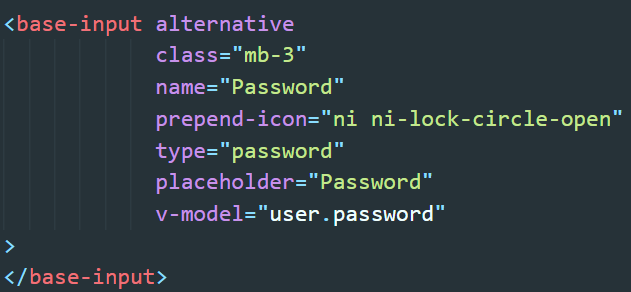 <base-input alternative
class="mb-3"
name="Password"
prepend-icon="ni ni-lock-circle-open"
type="password"
placeholder="Password"
v-model="user.password"
>
</base-input>